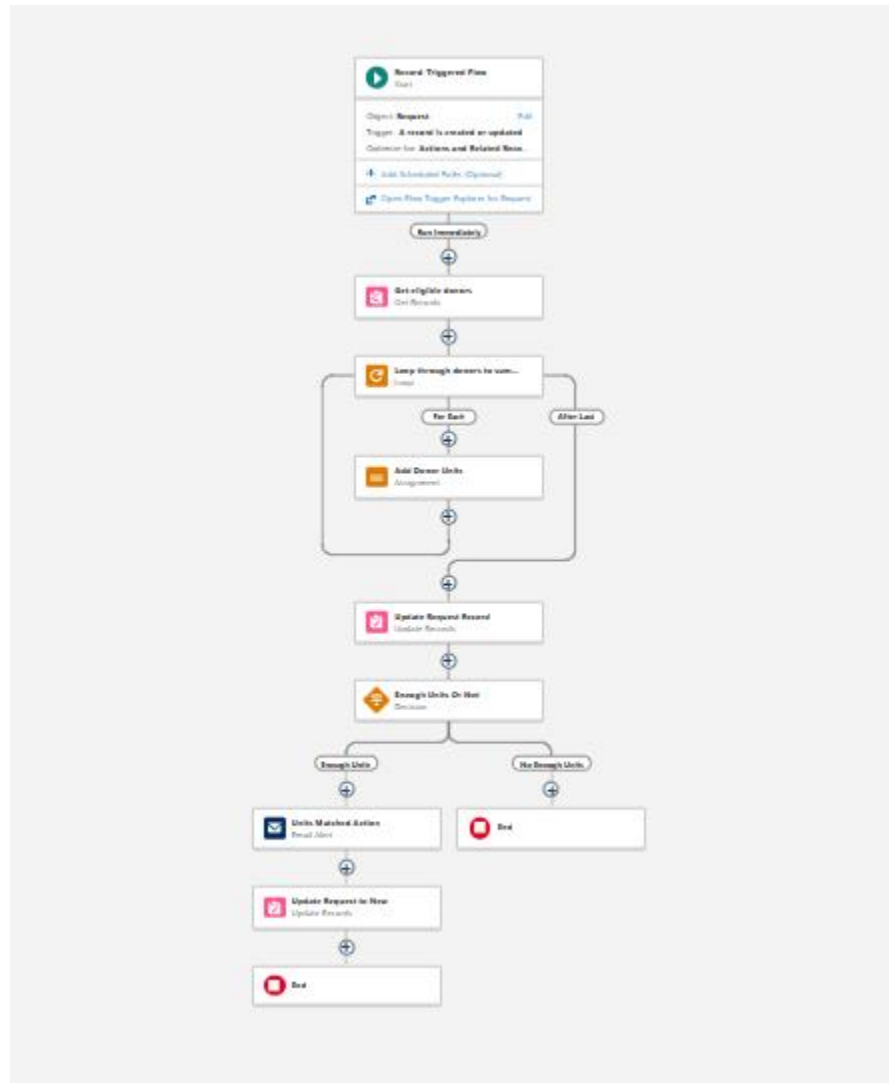 Record-Triggered Flow
Start
Object: Request
Edit
Trigger: A record is created or updated
Optimize for: Actions and Related Reco...
Add Scheduled Paths (Optional)
Open Flow Trigger Explorer for Request
Run Immediately
Get eligible donors
Get Records
Loop through donors to sum...
Loop
For Each
After Last
Add Donor Units
Assignment
Update Request Record
Update Records
Enough Units Or Not
Decision
Enough Units
No Enough Units
Units Matched Action
Email Alert
End
Update Request to New
Update Records
End